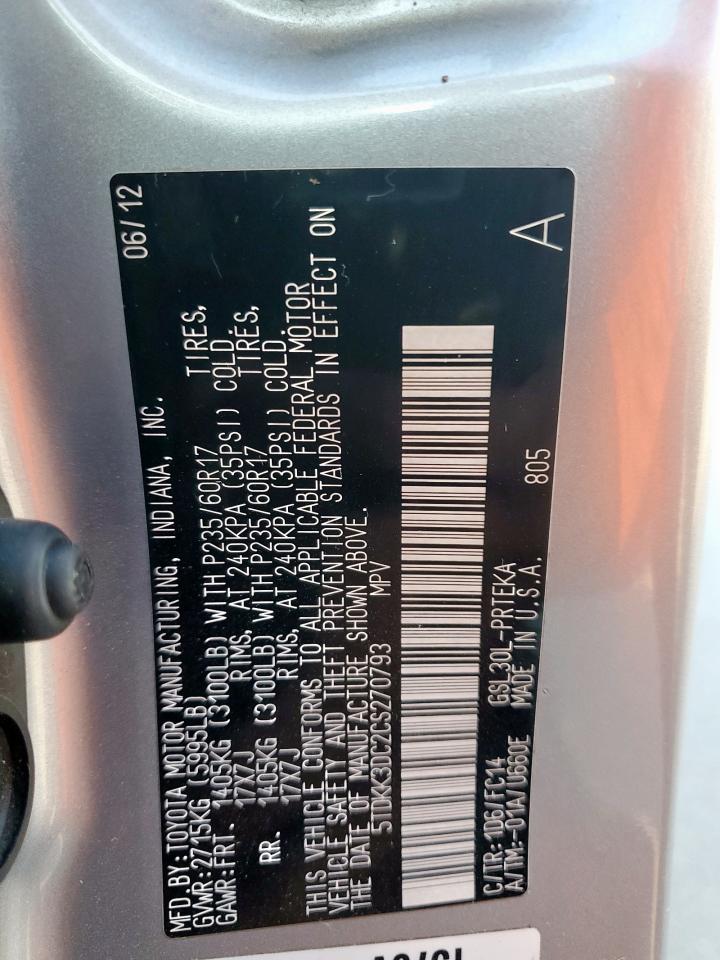 MFD.BY:TOYOTA MOTOR MANUFACTURING, INDIANA, INC. 06/12
GVWR:2715KG (5995LB)
GAWR:FRT. 1405KG (3100LB) WITH P235/60R17 TIRES,
17X7J RIMS, AT 240KPA (35PSI) COLD
RR. 1405KG (3100LB) WITH P235/60R17 TIRES,
17X7J RIMS, AT 240KPA (35PSI) COLD
THIS VEHICLE CONFORMS TO ALL APPLICABLE FEDERAL MOTOR
VEHICLE SAFETY AND THEFT PREVENTION STANDARDS IN EFFECT ON
THE DATE OF MANUFACTURE SHOWN ABOVE.
5TDKK3DC2CS270793 MPV
C/TR:1D6/FC14 GSL30L-PRTEKA
A/TM:-01A/U660E MADE IN U.S.A. 805 A